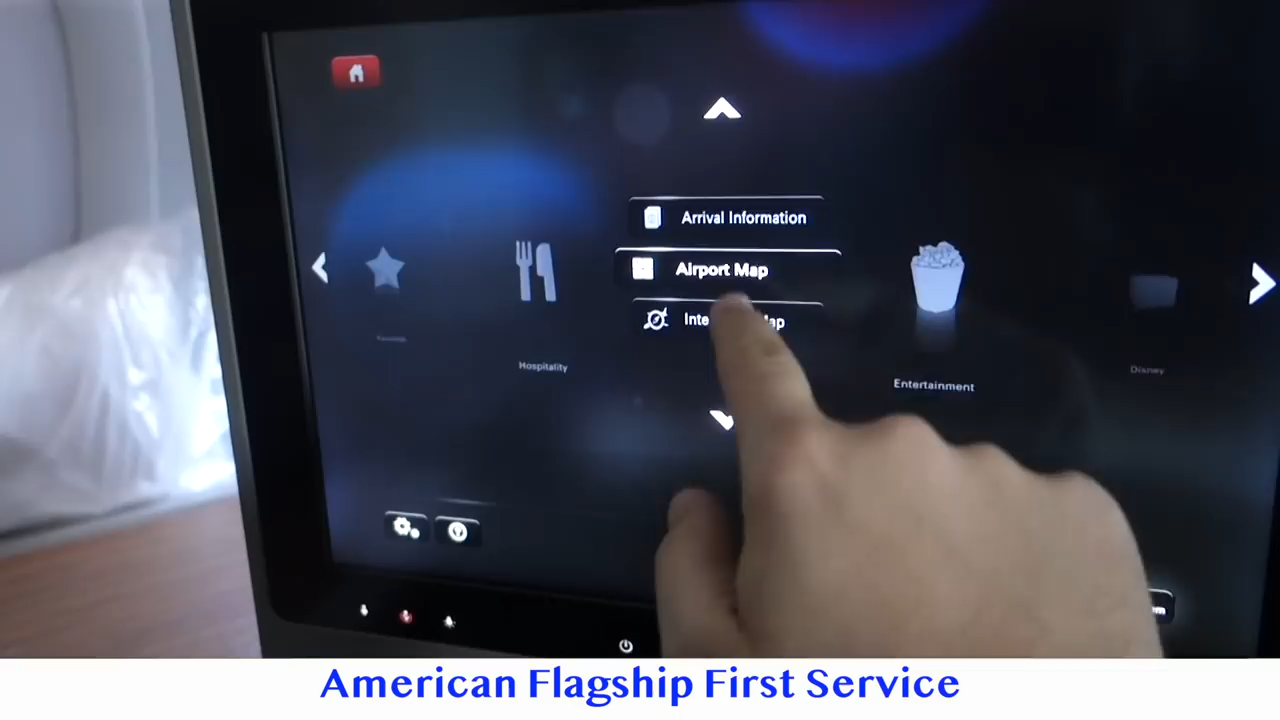 Arrival Information
Airport Map
Hospitality
Entertainment
Disney
American Flagship First Service